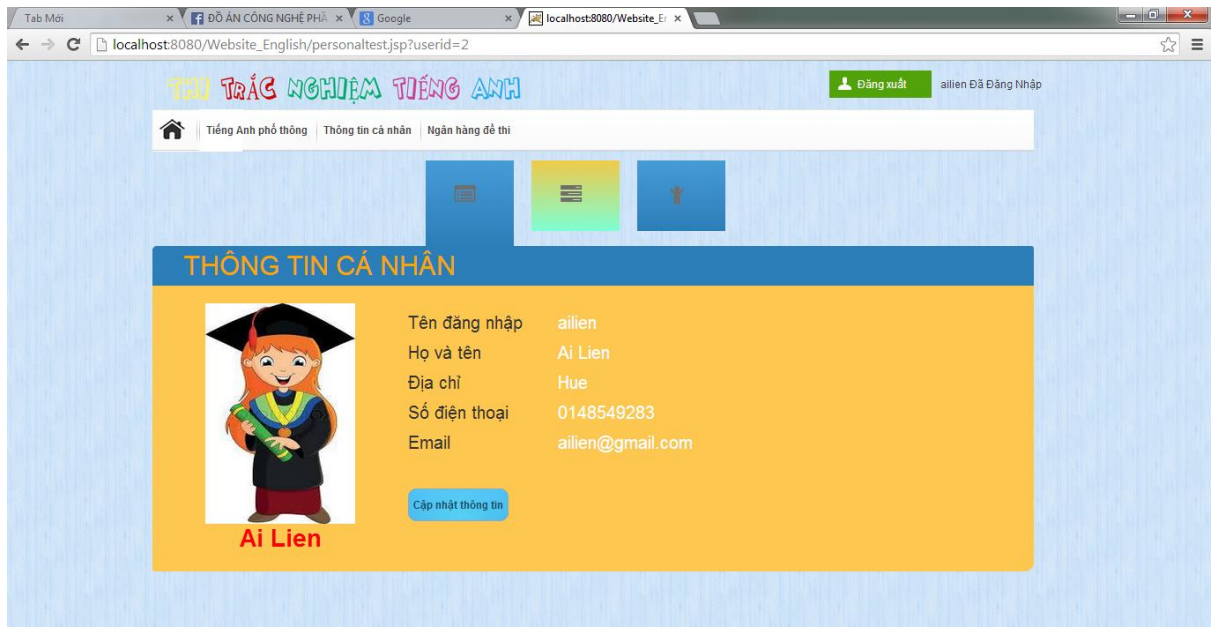 Tab Mới
ĐỒ ÁN CÔNG NGHỆ PHẦ
Google
localhost:8080/Website_Er
localhost:8080/Website_English/personaltest.jsp?userid=2
THI TRẮC NGHIỆM TIẾNG ANH
Đăng xuất
ailien Đã Đăng Nhập
Tiếng Anh phổ thông
Thông tin cá nhân
Ngân hàng đề thi
THÔNG TIN CÁ NHÂN
Tên đăng nhập ailien
Họ và tên Ai Lien
Địa chỉ Hue
Số điện thoại 0148549283
Email ailien@gmail.com
Cập nhật thông tin
Ai Lien